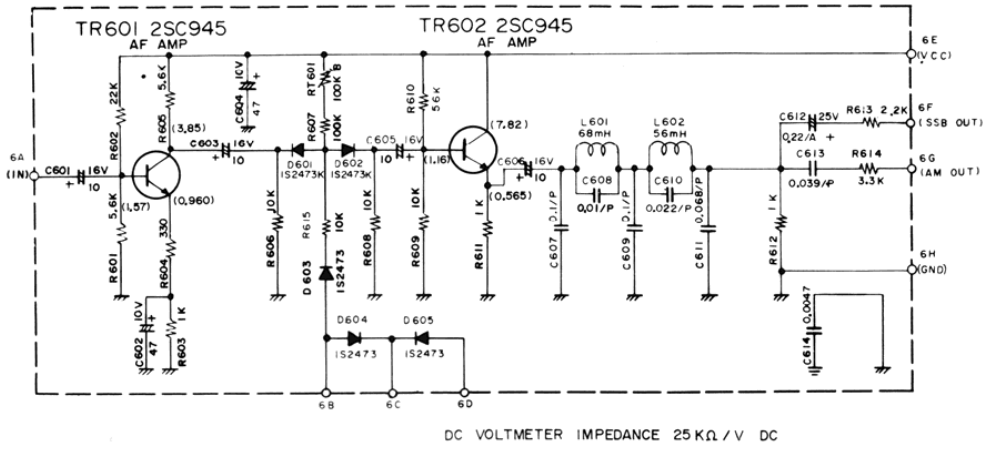 TR601 2SC945
AF AMP
TR602 2SC945
AF AMP
6E
(VCC)
6F
(SSB OUT)
6G
(AM OUT)
6H
(GND)
6A
(IN)
C601 16V
+ 10
R602 22K
R601 5.6K
R605 5.6K
(3.85)
(1.57)
(0.960)
R604 330
R603 1K
C602 47 10V +
C604 47 10V +
C603 16V
+ 10
R606 10K
D601
1S2473K
RT601 100K B
R607 100K
D602
1S2473K
R615 10K
D603 1S2473
R608 10K
C605 16V
10 +
R610 56K
R609 10K
(1.16)
(7.82)
(0.565)
R611 1K
C606 16V
+ 10
C607 0.1/P
L601
68mH
C608
0.01/P
C609 0.1/P
L602
56mH
C610
0.022/P
C611 0.068/P
R612 1K
C612 25V
0.22/A +
R613 2.2K
C613
0.039/P
R614
3.3K
C614 0.0047
D604
1S2473
D605
1S2473
6B
6C
6D
DC VOLTMETER IMPEDANCE 25KΩ/V DC